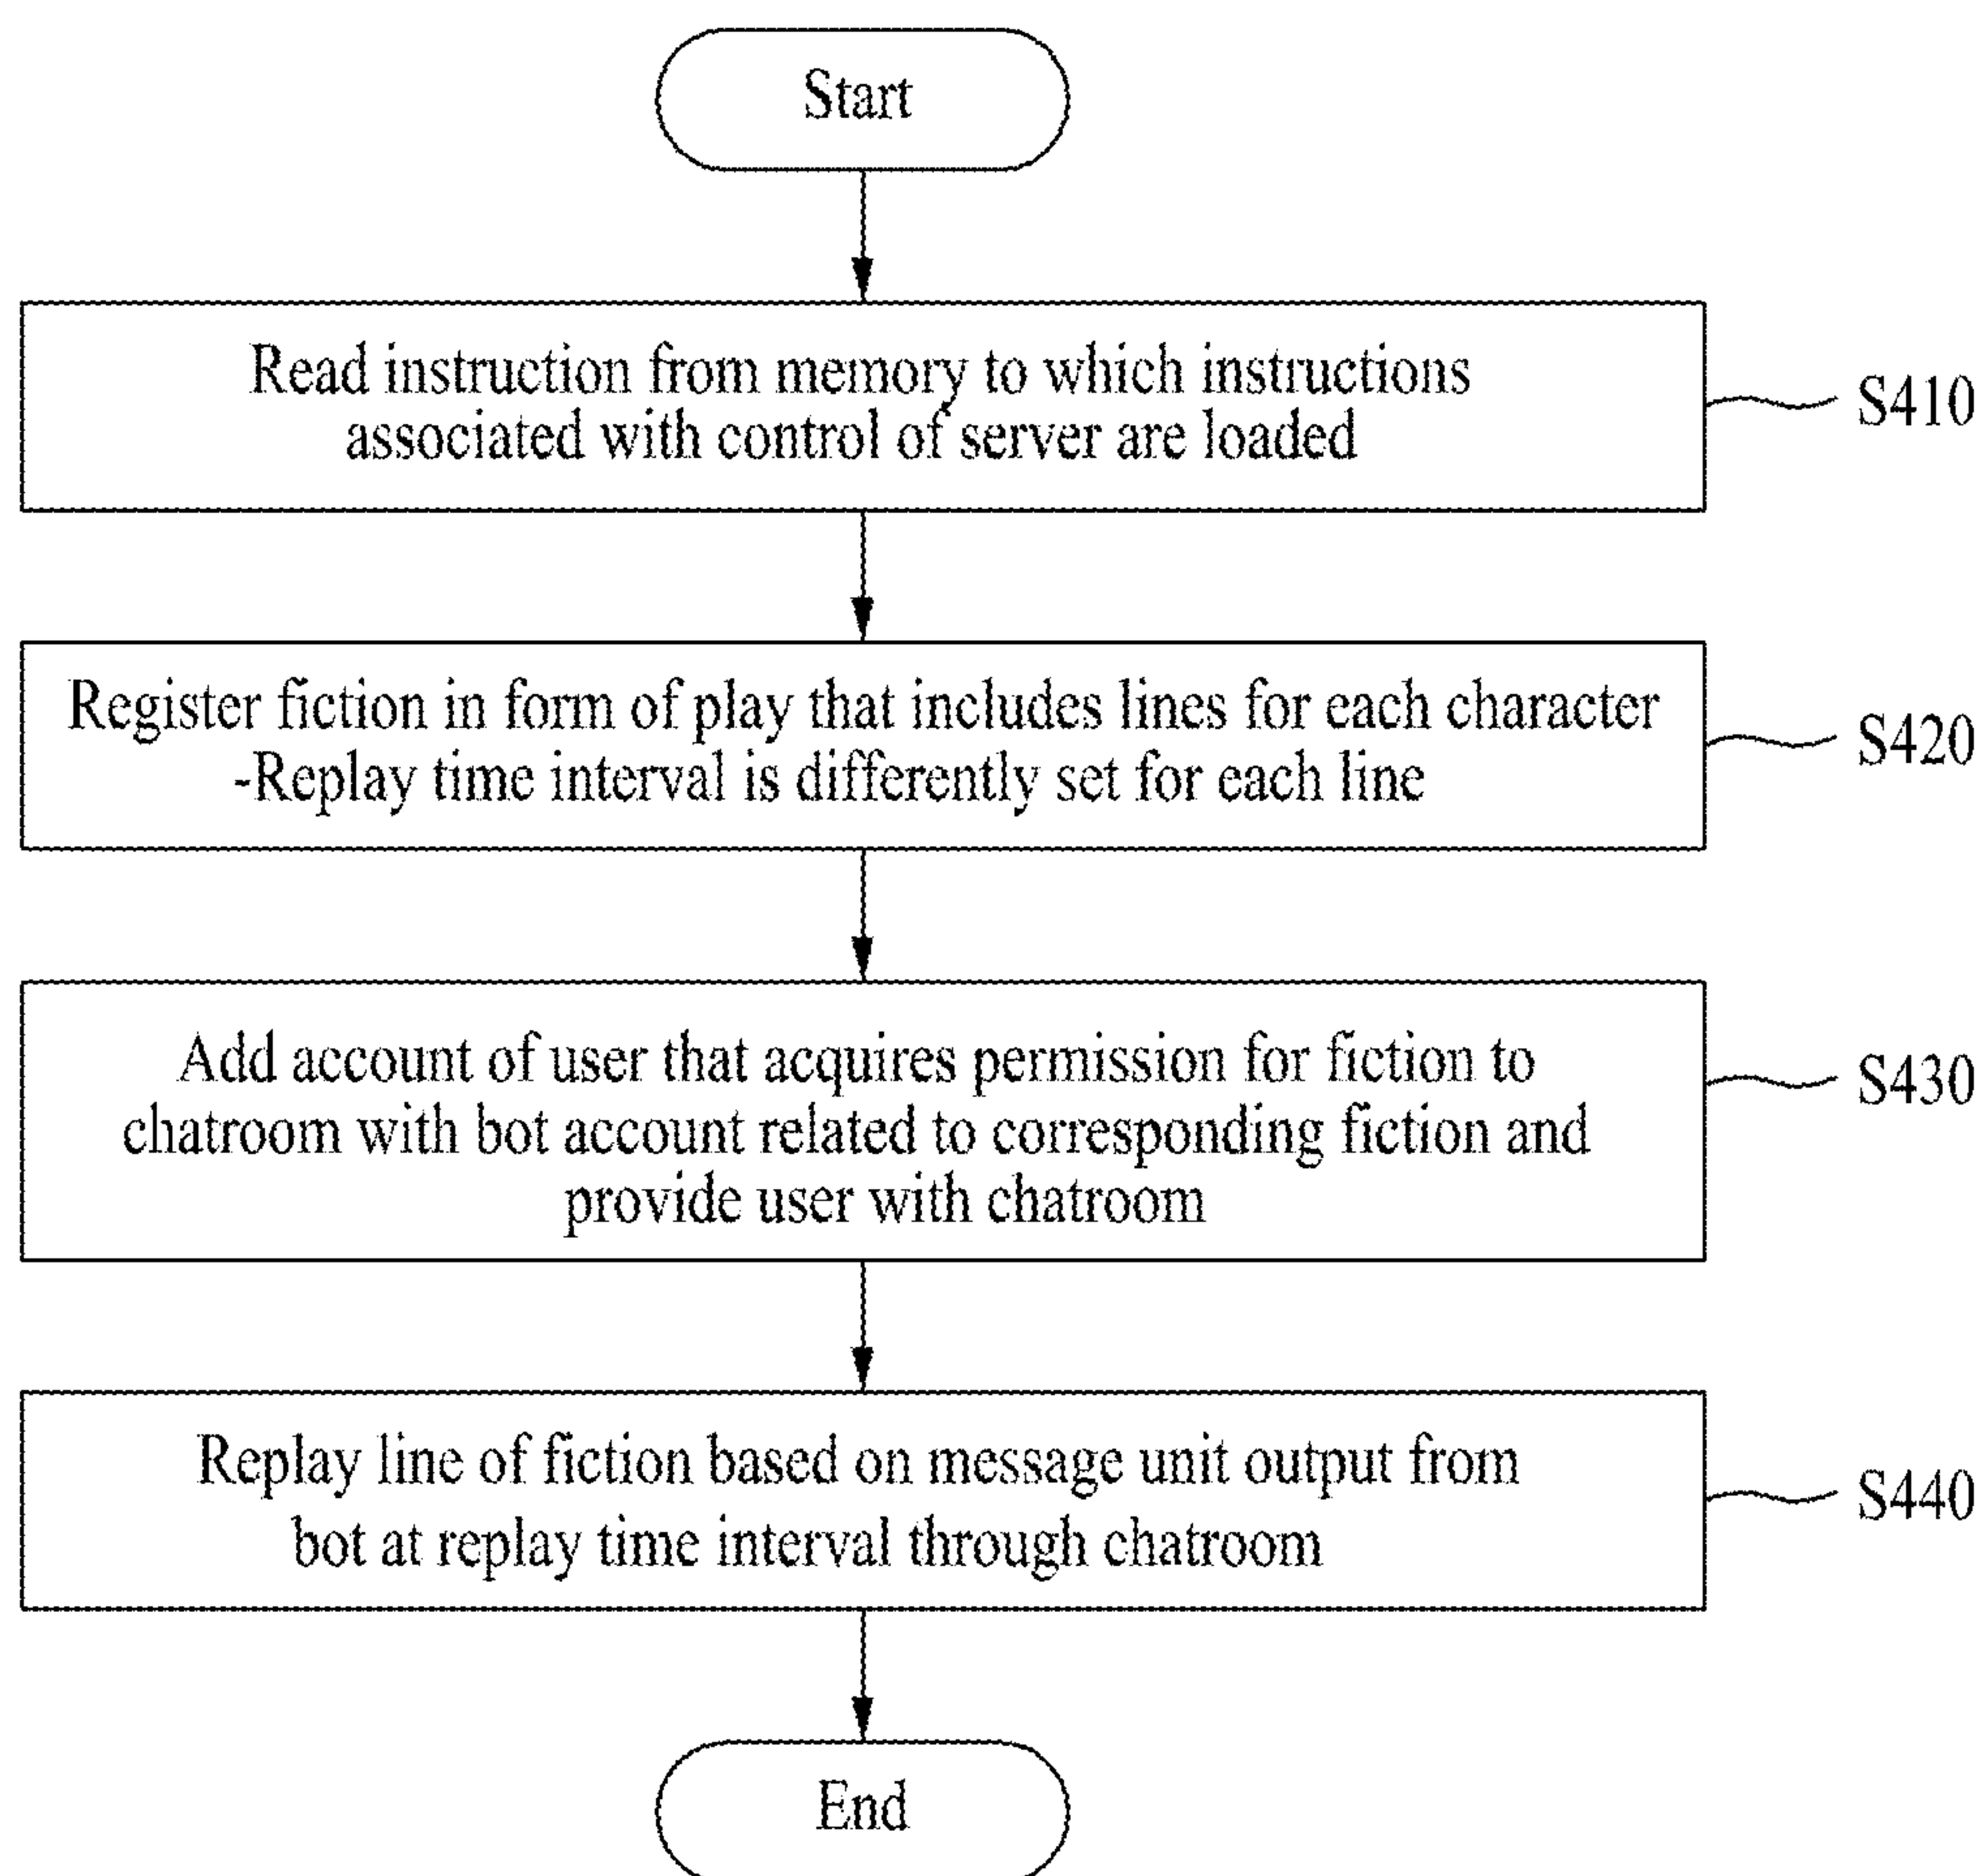 Start
Read instruction from memory to which instructions
associated with control of server are loaded
S410
Register fiction in form of play that includes lines for each character
-Replay time interval is differently set for each line
S420
Add account of user that acquires permission for fiction to
chatroom with bot account related to corresponding fiction and
provide user with chatroom
S430
Replay line of fiction based on message unit output from
bot at replay time interval through chatroom
S440
End